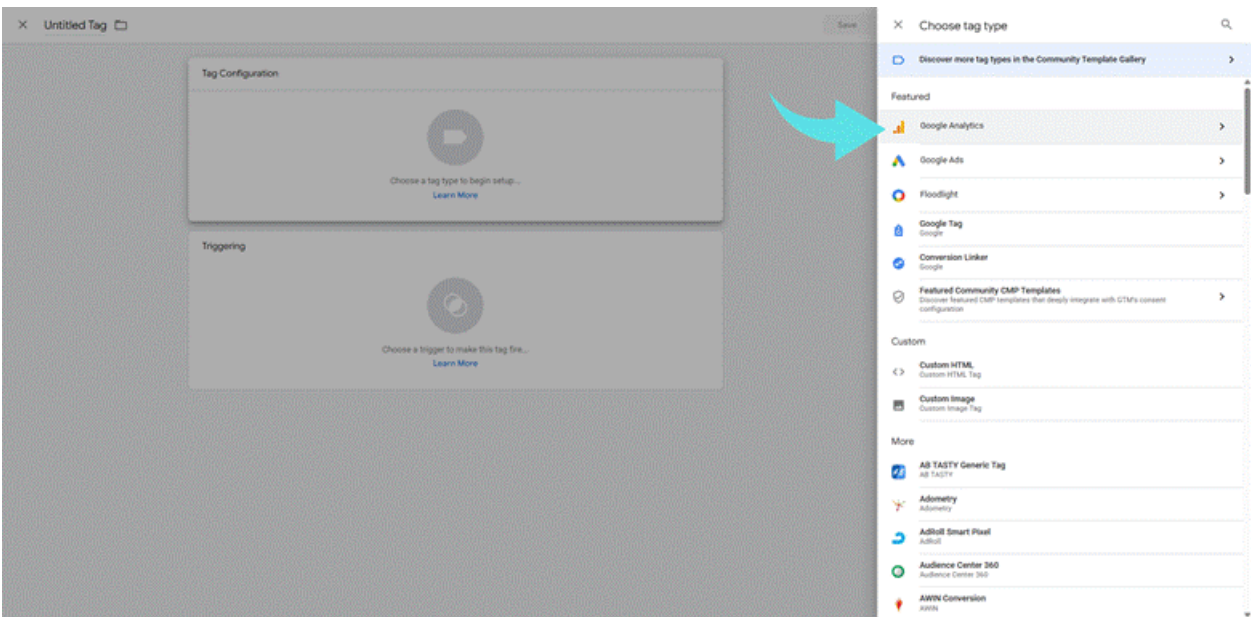 Untitled Tag
Save
Tag Configuration
Choose a tag type to begin setup...
Learn More
Triggering
Choose a trigger to make this tag fire...
Learn More
Choose tag type
Discover more tag types in the Community Template Gallery
Featured
Google Analytics
Google Ads
Floodlight
Google Tag
Google
Conversion Linker
Google
Featured Community CMP Templates
Discover featured CMP templates that deeply integrate with GTM's consent
configuration
Custom
Custom HTML
Custom HTML Tag
Custom Image
Custom Image Tag
More
AB TASTY Generic Tag
AB TASTY
Adometry
Adometry
AdRoll Smart Pixel
AdRoll
Audience Center 360
Audience Center 360
AWIN Conversion
AWIN